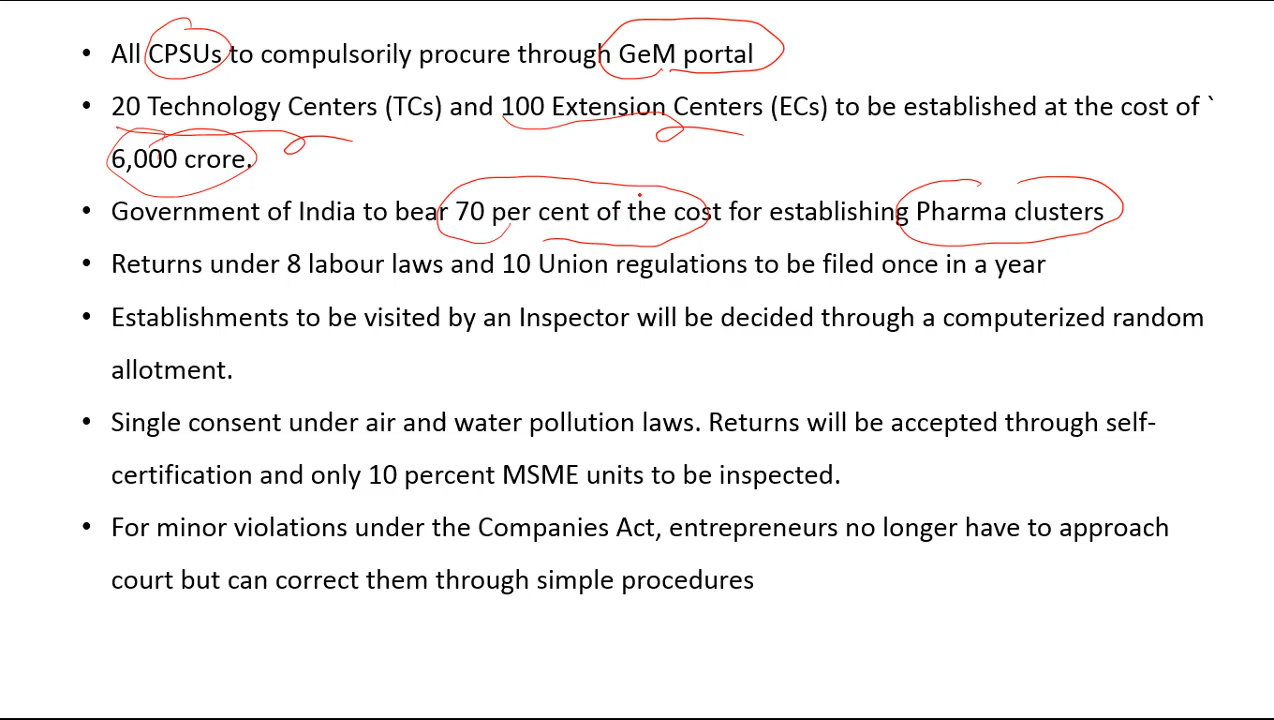 • All CPSUs to compulsorily procure through GeM portal
• 20 Technology Centers (TCs) and 100 Extension Centers (ECs) to be established at the cost of `
6,000 crore.
• Government of India to bear 70 per cent of the cost for establishing Pharma clusters
• Returns under 8 labour laws and 10 Union regulations to be filed once in a year
• Establishments to be visited by an Inspector will be decided through a computerized random
allotment.
• Single consent under air and water pollution laws. Returns will be accepted through self-
certification and only 10 percent MSME units to be inspected.
• For minor violations under the Companies Act, entrepreneurs no longer have to approach
court but can correct them through simple procedures